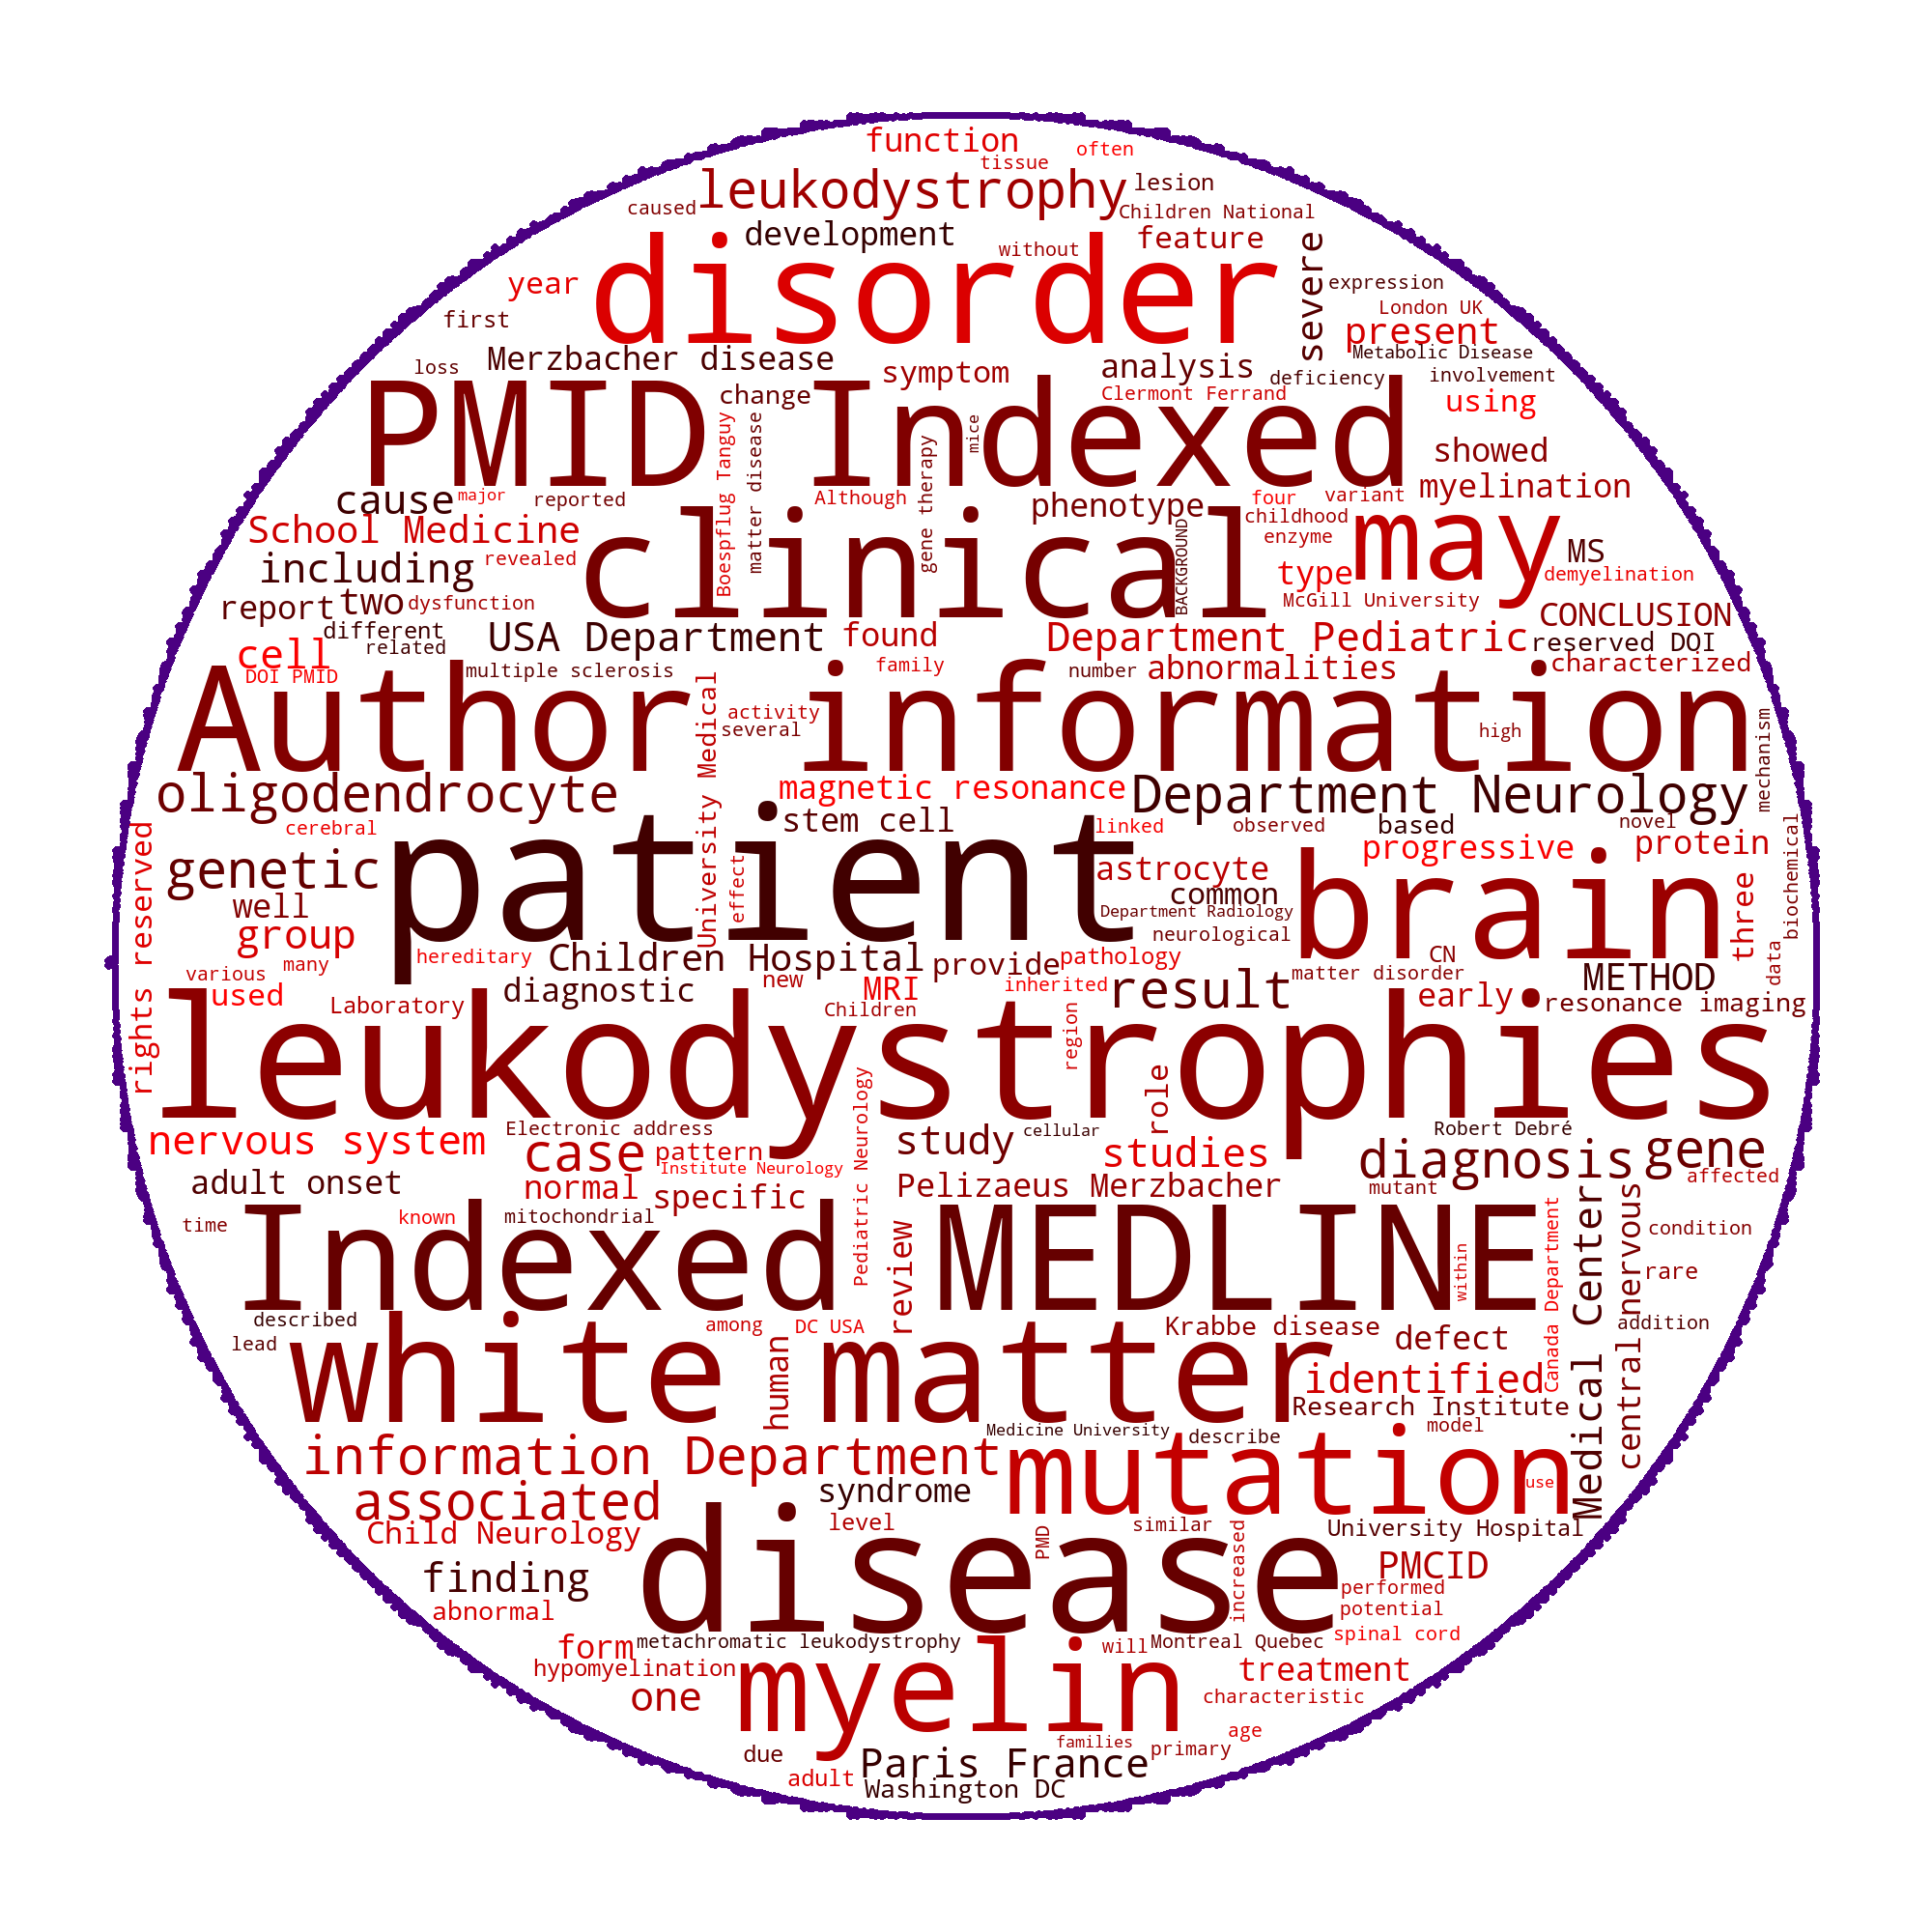 function
often
tissue
leukodystrophy
lesion
caused
Children National
development
feature
without
disorder
severe
year
expression
London UK
first
present
Merzbacher disease
analysis
Metabolic Disease
loss
symptom
deficiency
involvement
change
Clermont Ferrand
using
PMID Indexed
Boespflug Tanguy
matter disease
mice
gene therapy
showed
cause
major
reported
Although
phenotype
four
variant
myelination
School Medicine
clinical
BACKGROUND
childhood
enzyme
may
MS
including
revealed
type
demyelination
report
two
dysfunction
McGill University
CONCLUSION
different
related
USA Department
found
Department Pediatric
reserved DOI
cell
DOI PMID
multiple sclerosis
family
number
abnormalities
characterized
Author information
University Medical
activity
several
high
mechanism
oligodendrocyte
magnetic resonance
Department Neurology
cerebral
stem cell
linked
observed
based
novel
rights reserved
genetic
patient
effect
astrocyte
progressive
protein
biochemical
well
common
brain
three
group
Department Radiology
neurological
hereditary
Children Hospital
provide
pathology
CN
data
various
many
used
diagnostic
new
MRI
inherited
result
matter disorder
METHOD
Laboratory
Children
early
resonance imaging
leukodystrophies
region
role
nervous system
Electronic address
case
pattern
Pediatric Neurology
study
cellular
studies
Robert Debré
diagnosis
gene
Institute Neurology
adult onset
normal
specific
Pelizaeus Merzbacher
mutant
affected
time
known
mitochondrial
review
Indexed MEDLINE
within
Canada Department
Medical Center
central nervous
condition
rare
described
lead
among
DC USA
Krabbe disease
defect
addition
white matter
human
identified
Research Institute
information Department
Medicine University
describe
model
mutation
use
associated
syndrome
Child Neurology
level
PMD
similar
increased
University Hospital
finding
disease
PMCID
abnormal
performed
potential
form
metachromatic leukodystrophy
will
Montreal Quebec
spinal cord
hypomyelination
myelin
treatment
one
characteristic
age
due
families
primary
Paris France
adult
Washington DC